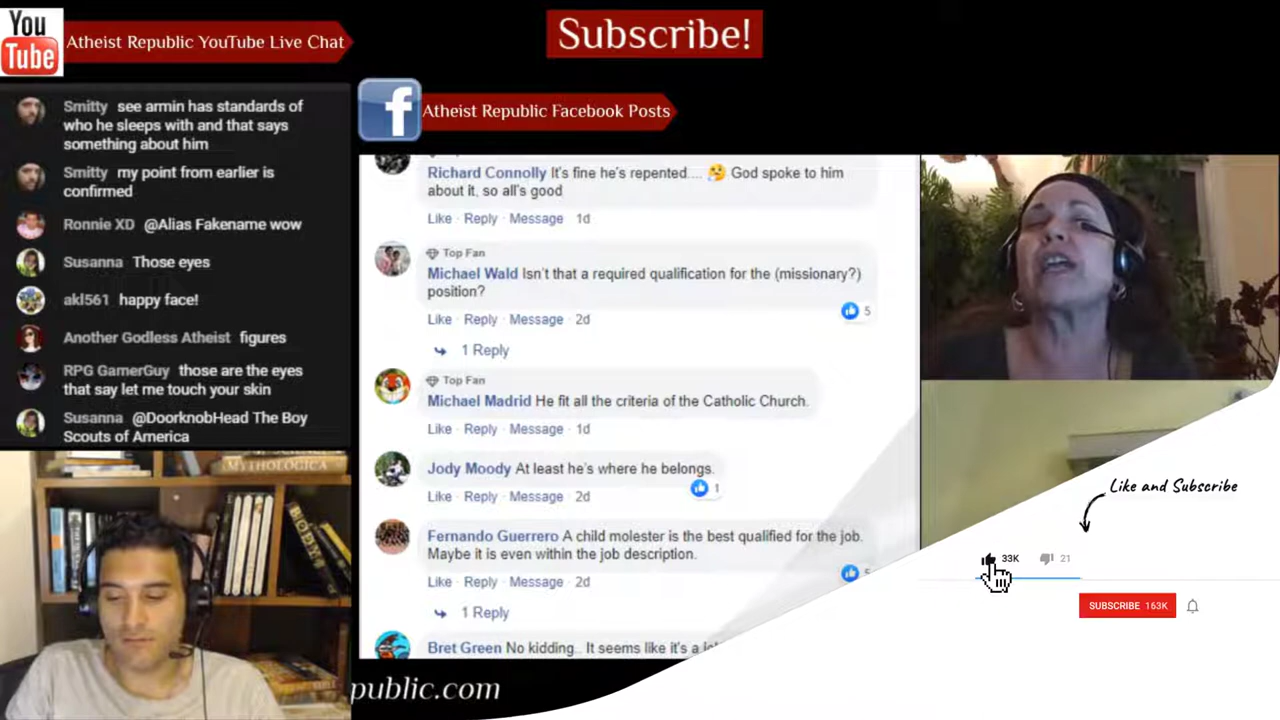 You
Tube
Atheist Republic YouTube Live Chat
Subscribe!
Smitty see armin has standards of
who he sleeps with and that says
something about him
Smitty my point from earlier is
confirmed
Ronnie XD @Alias Fakename wow
Susanna Those eyes
akl561 happy face!
Another Godless Atheist figures
RPG GamerGuy those are the eyes
that say let me touch your skin
Susanna @DoorknobHead The Boy
Scouts of America
f
Atheist Republic Facebook Posts
Richard Connolly It's fine he's repented.... 🤔 God spoke to him
about it, so all's good
Like · Reply · Message 1d
Top Fan
Michael Wald Isn't that a required qualification for the (missionary?)
position?
5
Like · Reply · Message 2d
1 Reply
Top Fan
Michael Madrid He fit all the criteria of the Catholic Church.
Like · Reply · Message 1d
Jody Moody At least he's where he belongs.
1
Like · Reply · Message 2d
Fernando Guerrero A child molester is the best qualified for the job.
Maybe it is even within the job description.
Like · Reply · Message 2d
1 Reply
Bret Green No kidding.. It seems like it's a
public.com
MYTHOLOGICA
Like and Subscribe
33K 21
SUBSCRIBE 163K